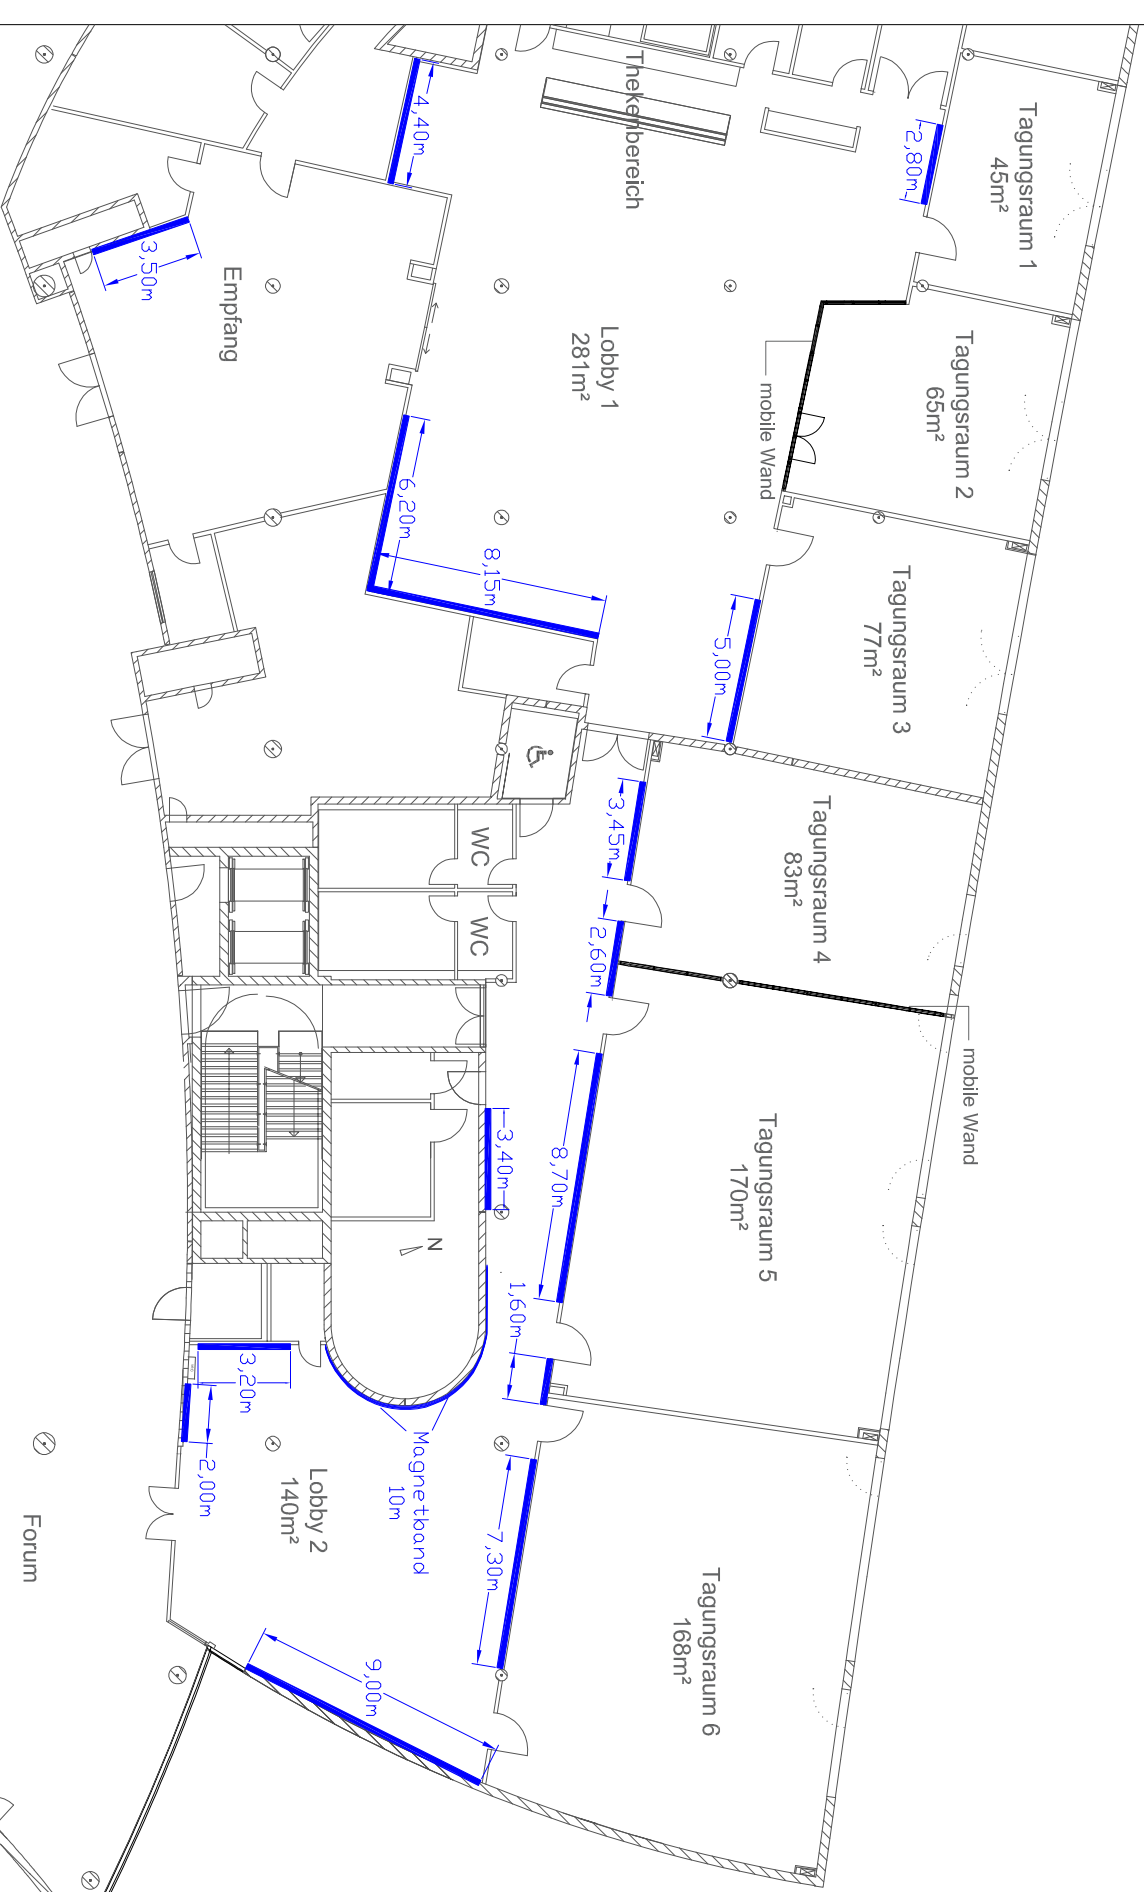 Tagungsraum 1
45m²
2,80m
Thekenbereich
4,40m
3,50m
Empfang
Lobby 1
281m²
mobile Wand
Tagungsraum 2
65m²
6,20m
8,15m
Tagungsraum 3
77m²
5,00m
Tagungsraum 4
83m²
3,45m
2,60m
WC
WC
mobile Wand
Tagungsraum 5
170m²
8,70m
3,40m
N
1,60m
3,20m
2,00m
Magnetband
10m
Lobby 2
140m²
7,30m
Tagungsraum 6
168m²
9,00m
Forum